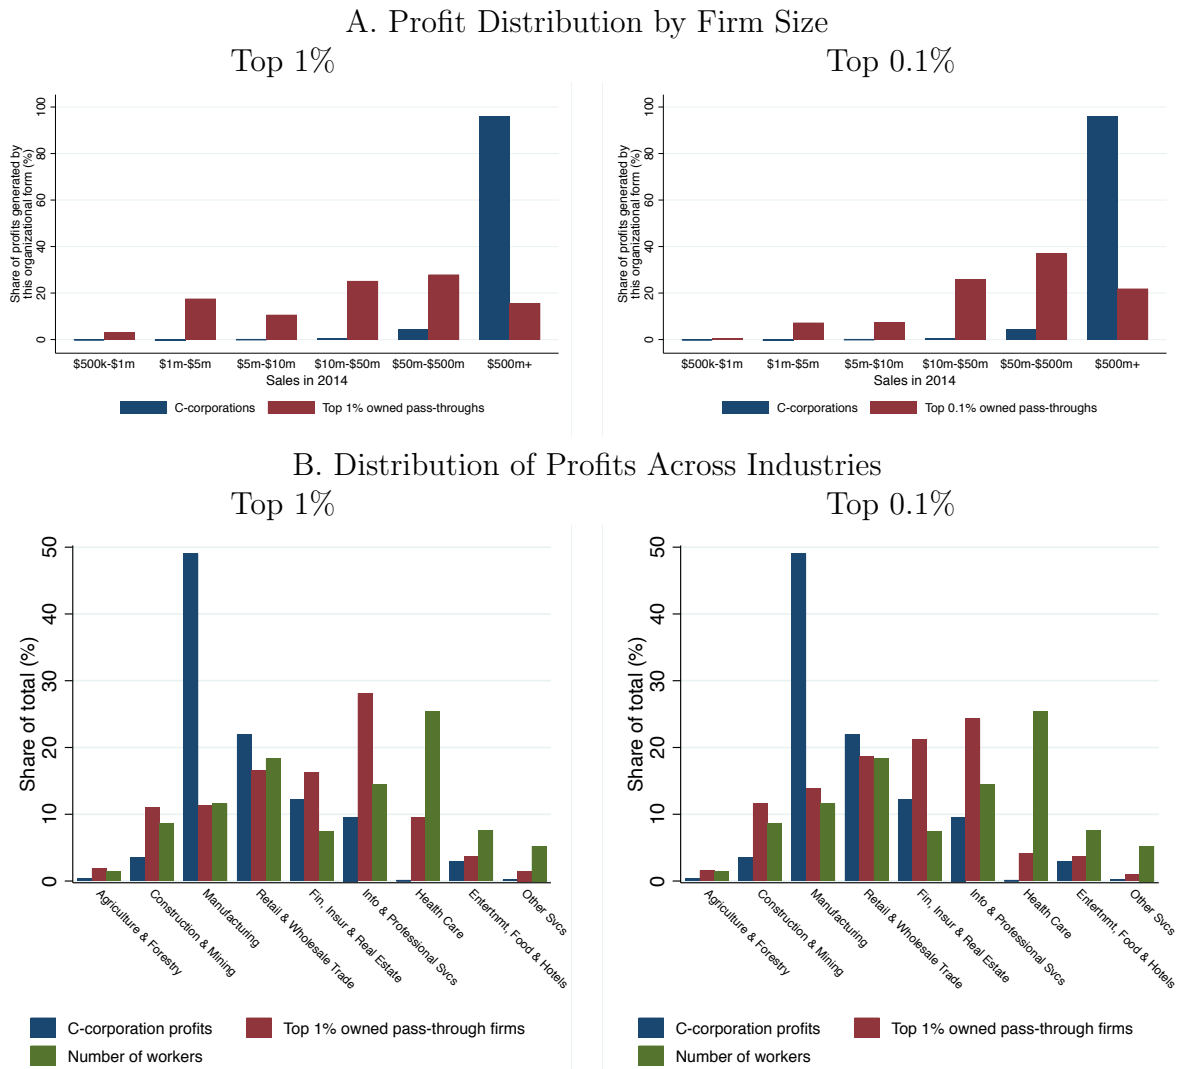 A. Profit Distribution by Firm Size
Top 1%
Share of profits generated by
this organizational form (%)
100
80
60
40
20
0
$500k-$1m $1m-$5m $5m-$10m $10m-$50m $50m-$500m $500m+
Sales in 2014
C-corporations Top 1% owned pass-throughs
Top 0.1%
Share of profits generated by
this organizational form (%)
100
80
60
40
20
0
$500k-$1m $1m-$5m $5m-$10m $10m-$50m $50m-$500m $500m+
Sales in 2014
C-corporations Top 0.1% owned pass-throughs
B. Distribution of Profits Across Industries
Top 1%
Share of total (%)
50
40
30
20
10
0
Agriculture & Forestry
Construction & Mining
Manufacturing
Retail & Wholesale Trade
Fin, Insur & Real Estate
Info & Professional Svcs
Health Care
Entertnmt, Food & Hotels
Other Svcs
C-corporation profits Top 1% owned pass-through firms
Number of workers
Top 0.1%
Share of total (%)
50
40
30
20
10
0
Agriculture & Forestry
Construction & Mining
Manufacturing
Retail & Wholesale Trade
Fin, Insur & Real Estate
Info & Professional Svcs
Health Care
Entertnmt, Food & Hotels
Other Svcs
C-corporation profits Top 1% owned pass-through firms
Number of workers